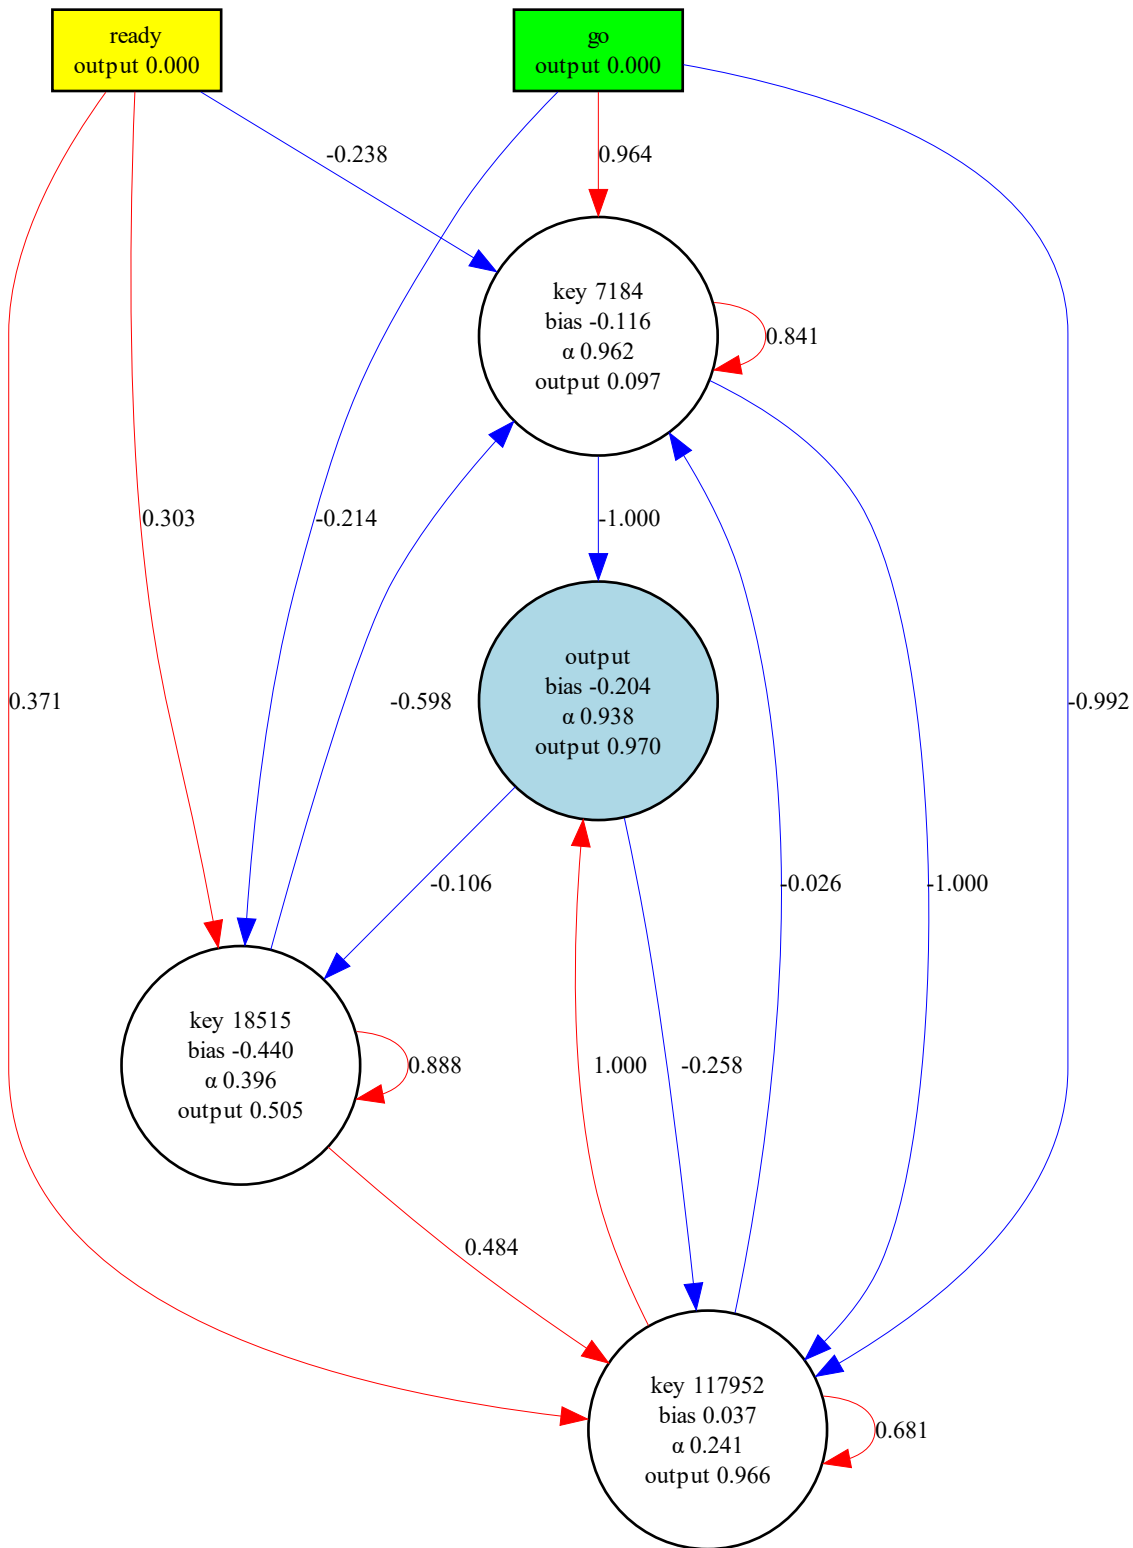 ready
output 0.000
go
output 0.000
-0.238
0.964
key 7184
bias -0.116
α 0.962
output 0.097
0.841
0.303
-0.214
-1.000
output
bias -0.204
α 0.938
output 0.970
0.371
-0.598
-0.992
-0.106
-0.026
-1.000
key 18515
bias -0.440
α 0.396
output 0.505
0.888
1.000
-0.258
0.484
key 117952
bias 0.037
α 0.241
output 0.966
0.681